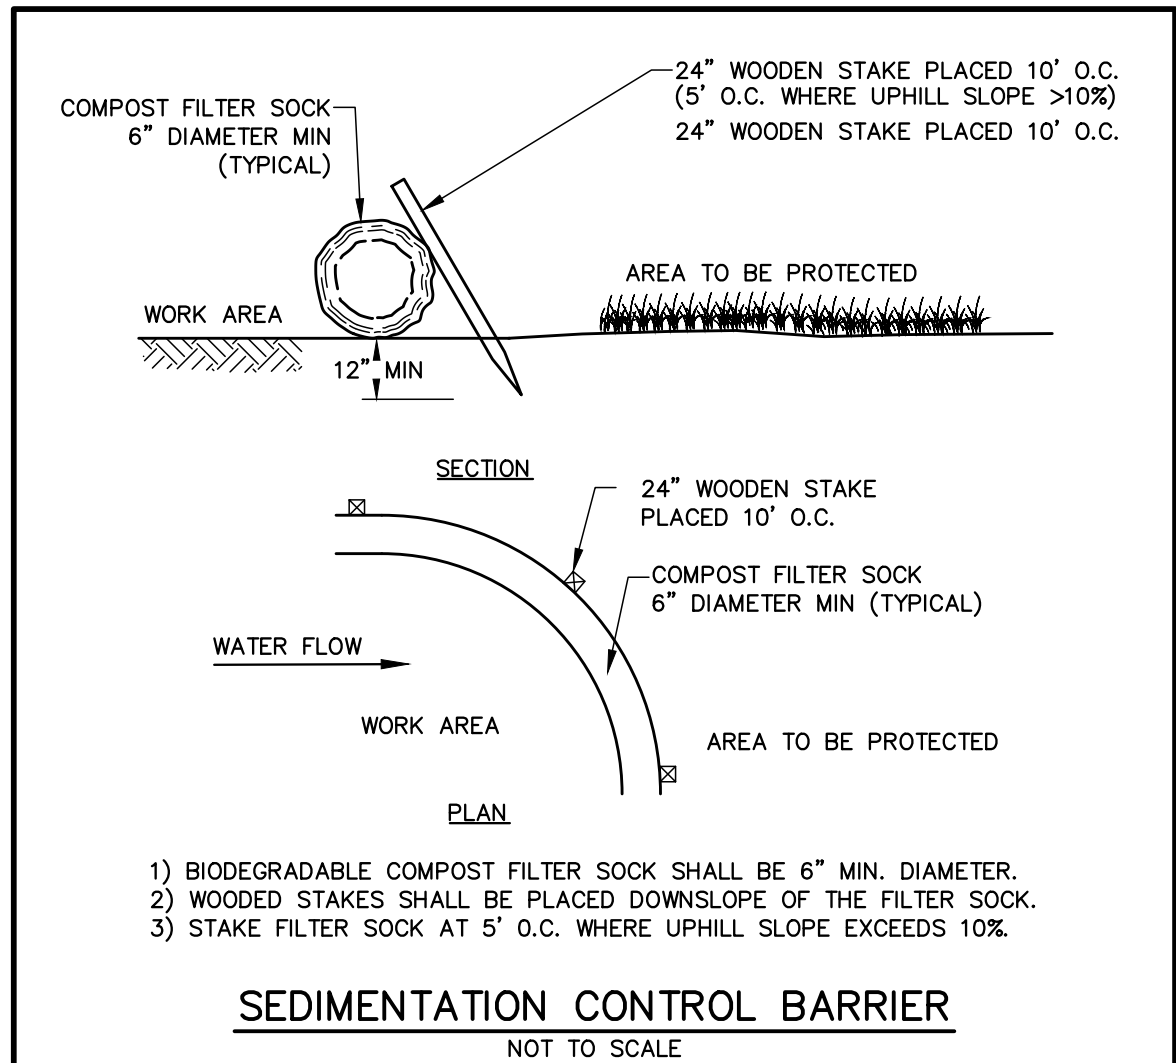 24" WOODEN STAKE PLACED 10' O.C.
(5' O.C. WHERE UPHILL SLOPE >10%)
24" WOODEN STAKE PLACED 10' O.C.
COMPOST FILTER SOCK
6" DIAMETER MIN
(TYPICAL)
AREA TO BE PROTECTED
WORK AREA
12" MIN
SECTION
24" WOODEN STAKE
PLACED 10' O.C.
COMPOST FILTER SOCK
6" DIAMETER MIN (TYPICAL)
WATER FLOW
WORK AREA
AREA TO BE PROTECTED
PLAN
1) BIODEGRADABLE COMPOST FILTER SOCK SHALL BE 6" MIN. DIAMETER.
2) WOODED STAKES SHALL BE PLACED DOWNSLOPE OF THE FILTER SOCK.
3) STAKE FILTER SOCK AT 5' O.C. WHERE UPHILL SLOPE EXCEEDS 10%.
SEDIMENTATION CONTROL BARRIER
NOT TO SCALE